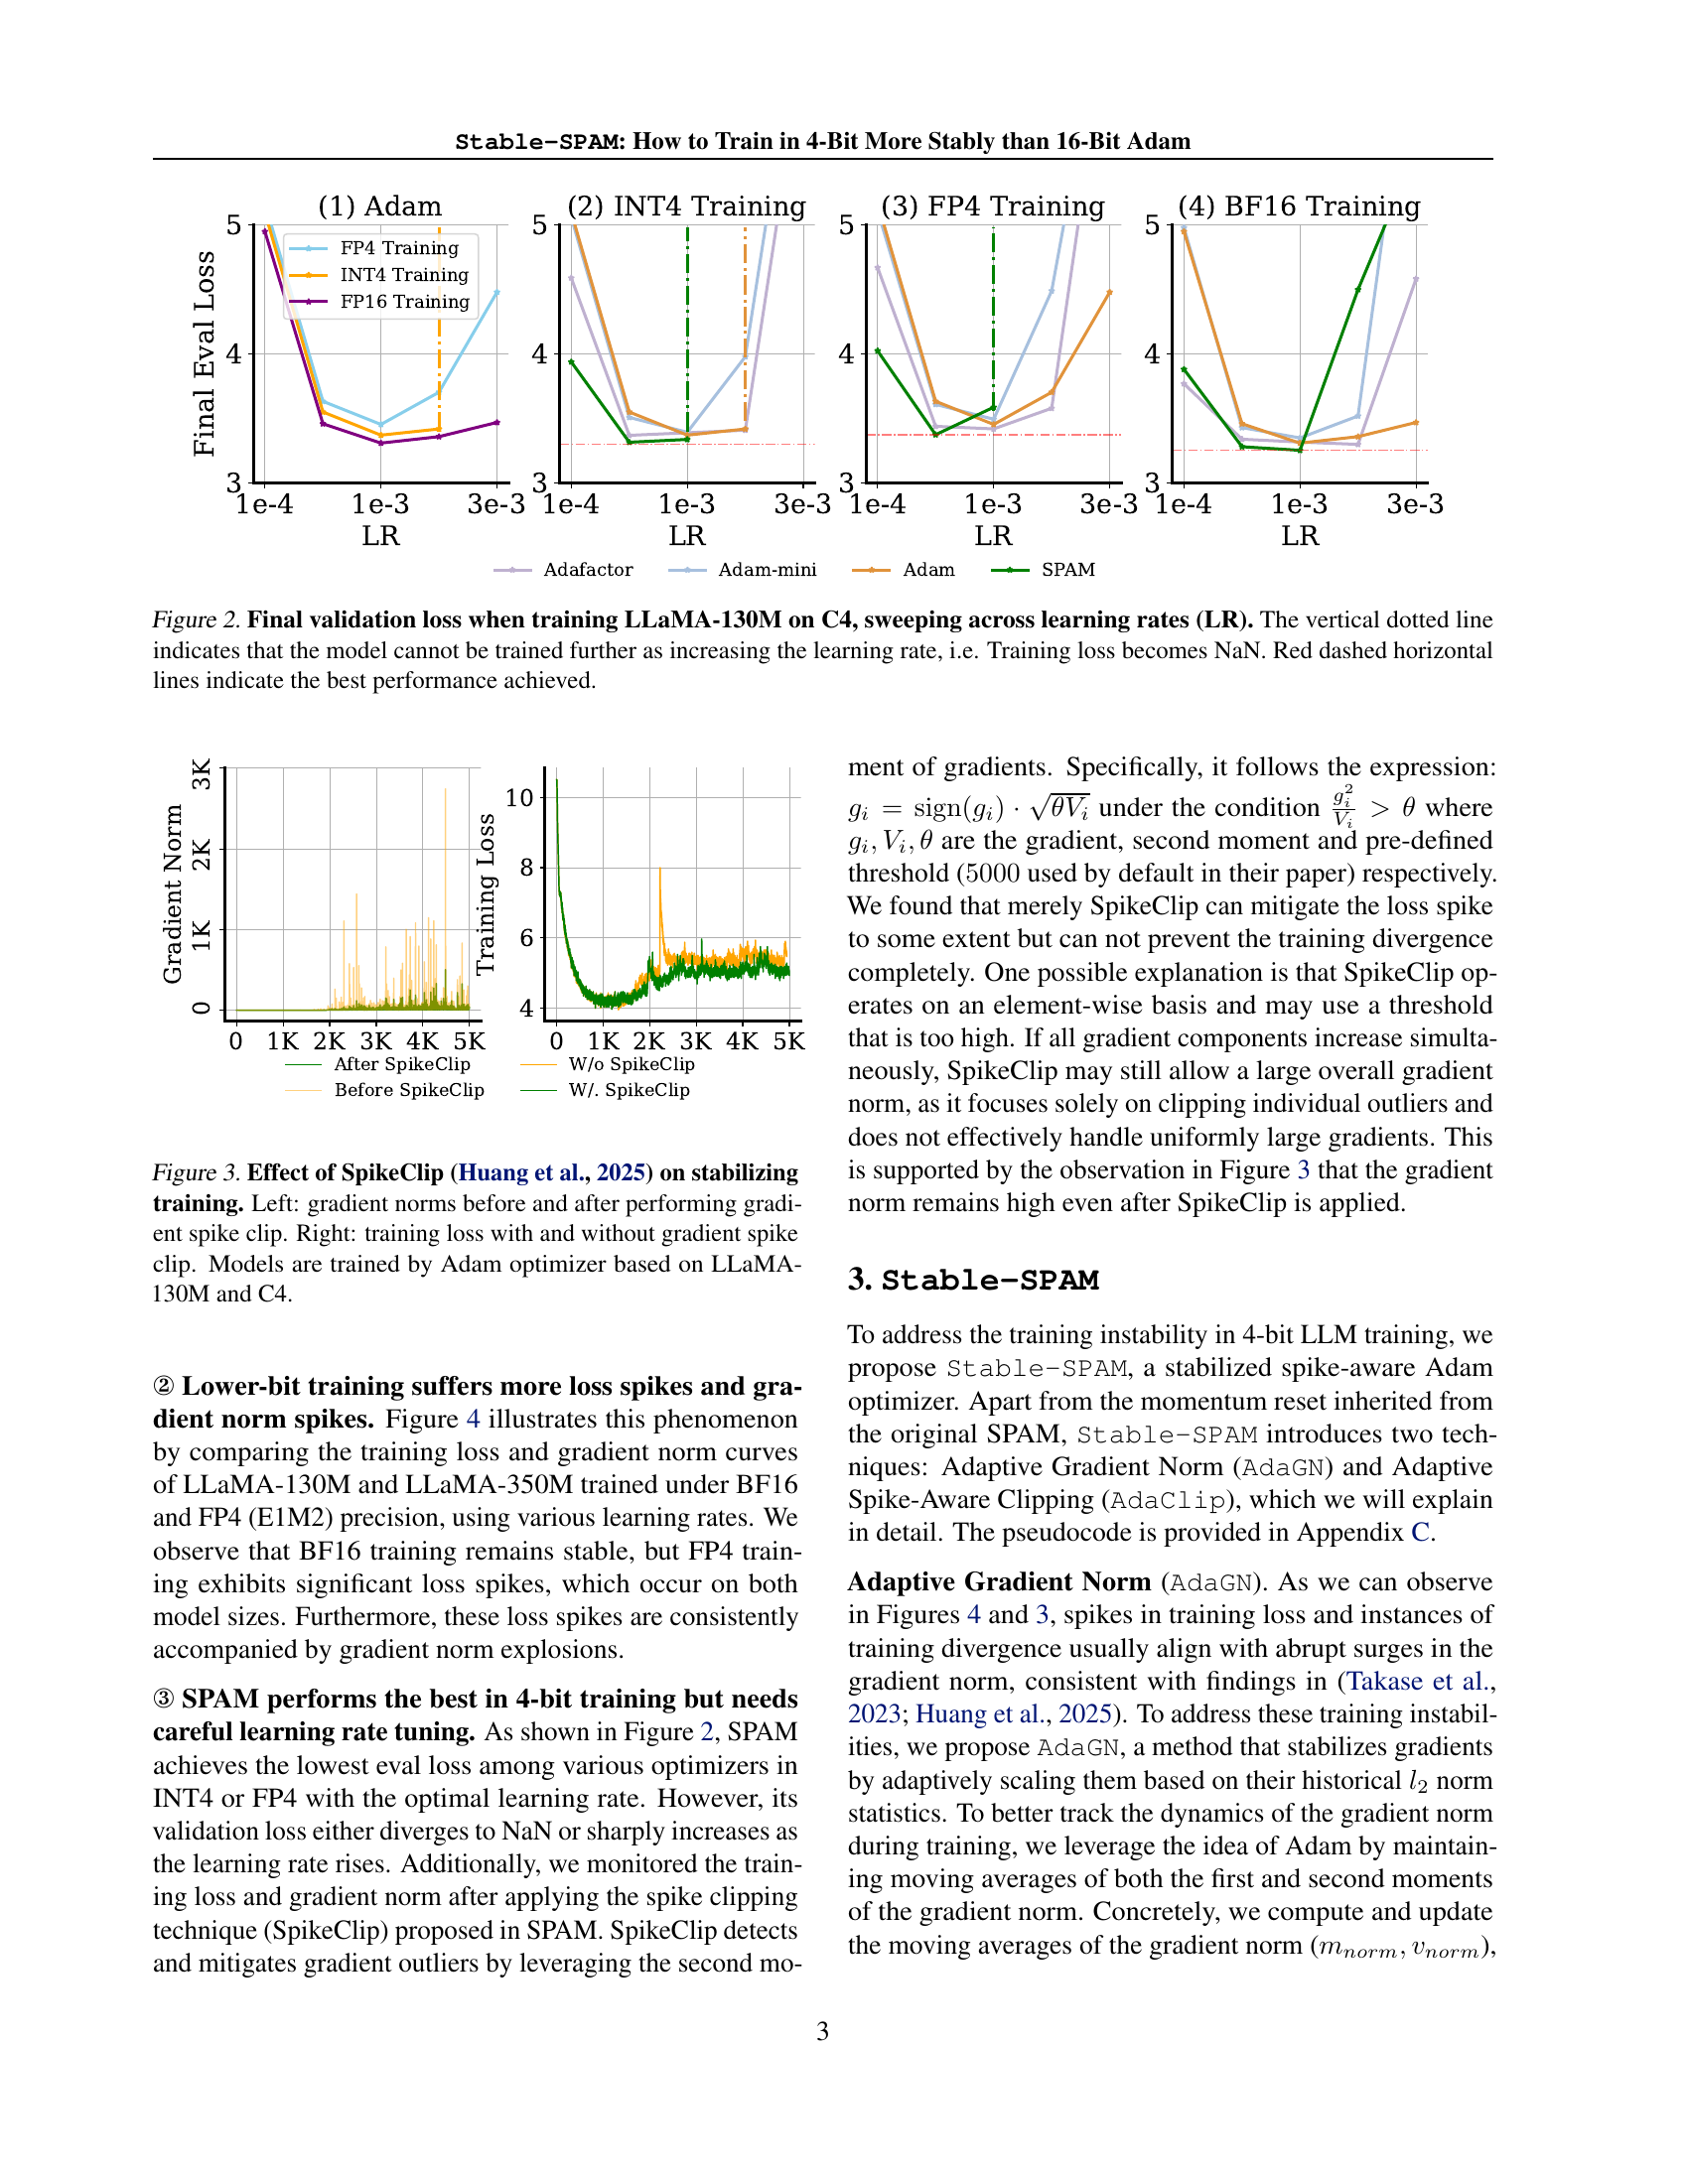 Stable-SPAM: How to Train in 4-Bit More Stably than 16-Bit Adam
(1) Adam
(2) INT4 Training
(3) FP4 Training
(4) BF16 Training
Final Eval Loss
5
4
3
FP4 Training
INT4 Training
FP16 Training
1e-4 1e-3 3e-3
LR
5
4
3
1e-4 1e-3 3e-3
LR
5
4
3
1e-4 1e-3 3e-3
LR
5
4
3
1e-4 1e-3 3e-3
LR
Adafactor Adam-mini Adam SPAM
Figure 2. Final validation loss when training LLaMA-130M on C4, sweeping across learning rates (LR). The vertical dotted line
indicates that the model cannot be trained further as increasing the learning rate, i.e. Training loss becomes NaN. Red dashed horizontal
lines indicate the best performance achieved.
Gradient Norm
3K
2K
1K
0
0 1K 2K 3K 4K 5K
After SpikeClip
Before SpikeClip
Training Loss
10
8
6
4
0 1K 2K 3K 4K 5K
W/o SpikeClip
W/. SpikeClip
Figure 3. Effect of SpikeClip (Huang et al., 2025) on stabilizing
training. Left: gradient norms before and after performing gradi-
ent spike clip. Right: training loss with and without gradient spike
clip. Models are trained by Adam optimizer based on LLaMA-
130M and C4.
② Lower-bit training suffers more loss spikes and gra-
dient norm spikes. Figure 4 illustrates this phenomenon
by comparing the training loss and gradient norm curves
of LLaMA-130M and LLaMA-350M trained under BF16
and FP4 (E1M2) precision, using various learning rates. We
observe that BF16 training remains stable, but FP4 train-
ing exhibits significant loss spikes, which occur on both
model sizes. Furthermore, these loss spikes are consistently
accompanied by gradient norm explosions.
③ SPAM performs the best in 4-bit training but needs
careful learning rate tuning. As shown in Figure 2, SPAM
achieves the lowest eval loss among various optimizers in
INT4 or FP4 with the optimal learning rate. However, its
validation loss either diverges to NaN or sharply increases as
the learning rate rises. Additionally, we monitored the train-
ing loss and gradient norm after applying the spike clipping
technique (SpikeClip) proposed in SPAM. SpikeClip detects
and mitigates gradient outliers by leveraging the second mo-
ment of gradients. Specifically, it follows the expression:
g_i = sign(g_i) · √(θV_i) under the condition g_i²/V_i > θ where
g_i, V_i, θ are the gradient, second moment and pre-defined
threshold (5000 used by default in their paper) respectively.
We found that merely SpikeClip can mitigate the loss spike
to some extent but can not prevent the training divergence
completely. One possible explanation is that SpikeClip op-
erates on an element-wise basis and may use a threshold
that is too high. If all gradient components increase simulta-
neously, SpikeClip may still allow a large overall gradient
norm, as it focuses solely on clipping individual outliers and
does not effectively handle uniformly large gradients. This
is supported by the observation in Figure 3 that the gradient
norm remains high even after SpikeClip is applied.
3. Stable-SPAM
To address the training instability in 4-bit LLM training, we
propose Stable-SPAM, a stabilized spike-aware Adam
optimizer. Apart from the momentum reset inherited from
the original SPAM, Stable-SPAM introduces two tech-
niques: Adaptive Gradient Norm (AdaGN) and Adaptive
Spike-Aware Clipping (AdaClip), which we will explain
in detail. The pseudocode is provided in Appendix C.
Adaptive Gradient Norm (AdaGN). As we can observe
in Figures 4 and 3, spikes in training loss and instances of
training divergence usually align with abrupt surges in the
gradient norm, consistent with findings in (Takase et al.,
2023; Huang et al., 2025). To address these training instabil-
ities, we propose AdaGN, a method that stabilizes gradients
by adaptively scaling them based on their historical l₂ norm
statistics. To better track the dynamics of the gradient norm
during training, we leverage the idea of Adam by maintain-
ing moving averages of both the first and second moments
of the gradient norm. Concretely, we compute and update
the moving averages of the gradient norm (m_norm, v_norm),
3